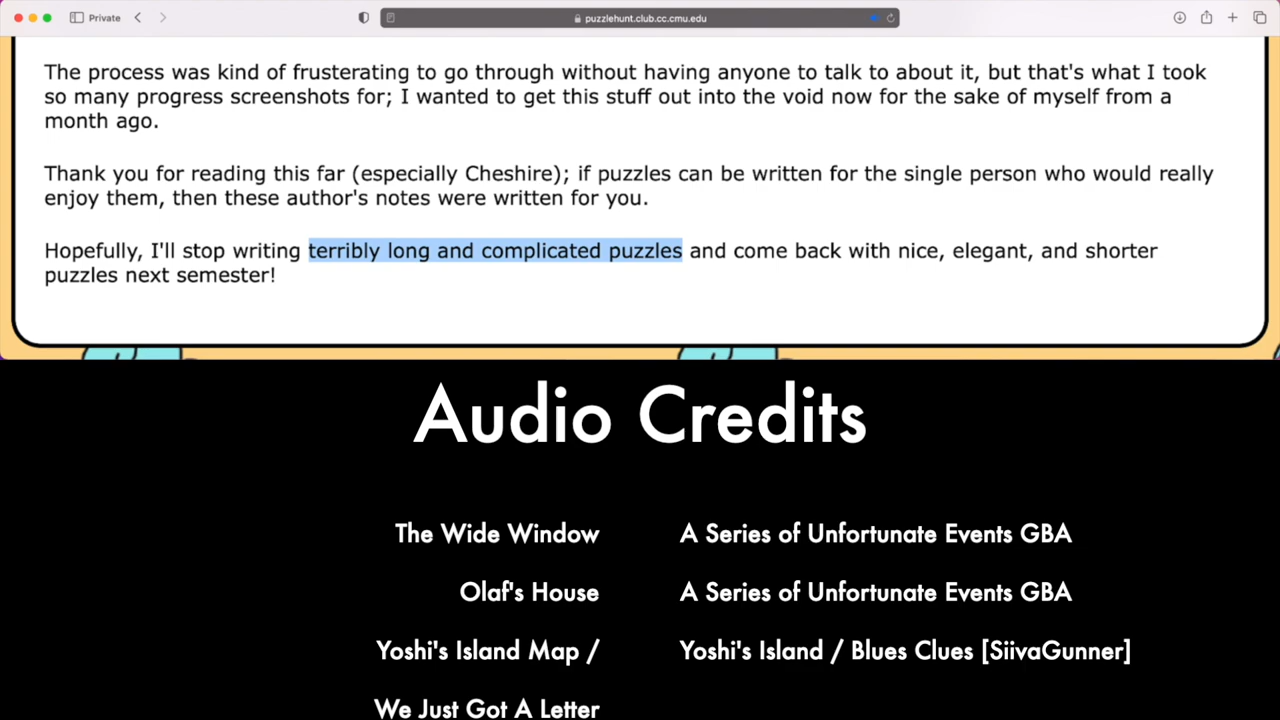 Private
puzzlehunt.club.cc.cmu.edu
The process was kind of frusterating to go through without having anyone to talk to about it, but that's what I took
so many progress screenshots for; I wanted to get this stuff out into the void now for the sake of myself from a
month ago.
Thank you for reading this far (especially Cheshire); if puzzles can be written for the single person who would really
enjoy them, then these author's notes were written for you.
Hopefully, I'll stop writing terribly long and complicated puzzles and come back with nice, elegant, and shorter
puzzles next semester!
Audio Credits
The Wide Window A Series of Unfortunate Events GBA
Olaf's House A Series of Unfortunate Events GBA
Yoshi's Island Map / Yoshi's Island / Blues Clues [SiivaGunner]
We Just Got A Letter